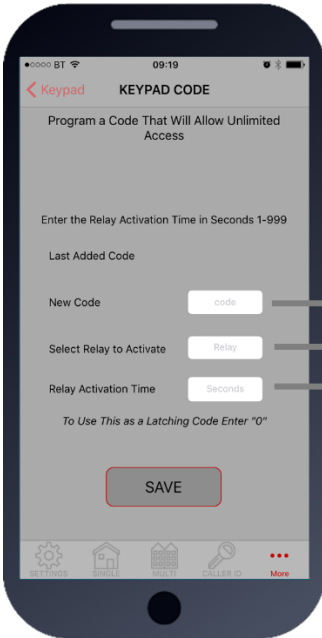 ●○○○○ BT 09:19
Keypad KEYPAD CODE
Program a Code That Will Allow Unlimited
Access
Enter the Relay Activation Time in Seconds 1-999
Last Added Code
New Code code
Select Relay to Activate Relay
Relay Activation Time Seconds
To Use This as a Latching Code Enter "0"
SAVE
SETTINGS SINGLE MULTI CALLER ID More